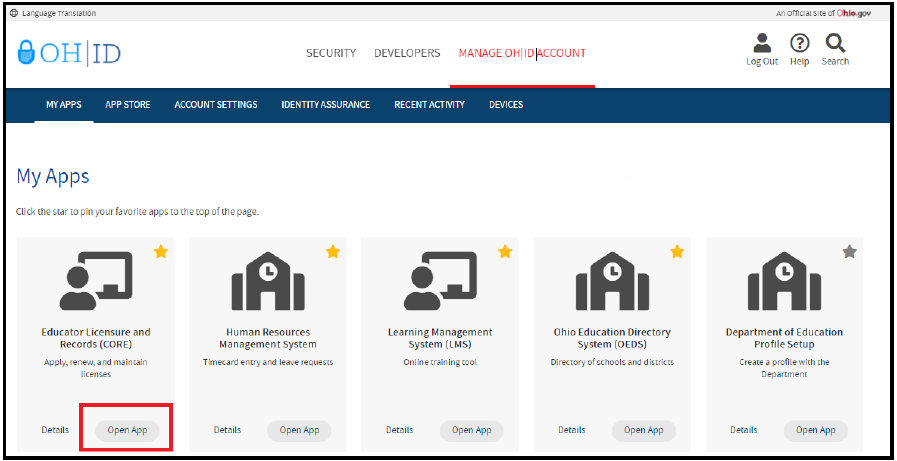 Language Translation
An Official Site of Ohio.gov
OH|ID
SECURITY DEVELOPERS MANAGE OH|ID ACCOUNT
Log Out Help Search
MY APPS APP STORE ACCOUNT SETTINGS IDENTITY ASSURANCE RECENT ACTIVITY DEVICES
My Apps
Click the star to pin your favorite apps to the top of the page.
Educator Licensure and
Records (CORE)
Apply, renew, and maintain
licenses
Details Open App
Human Resources
Management System
Timecard entry and leave requests
Details Open App
Learning Management
System (LMS)
Online training tool
Details Open App
Ohio Education Directory
System (OEDS)
Directory of schools and districts
Details Open App
Department of Education
Profile Setup
Create a profile with the
Department
Details Open App